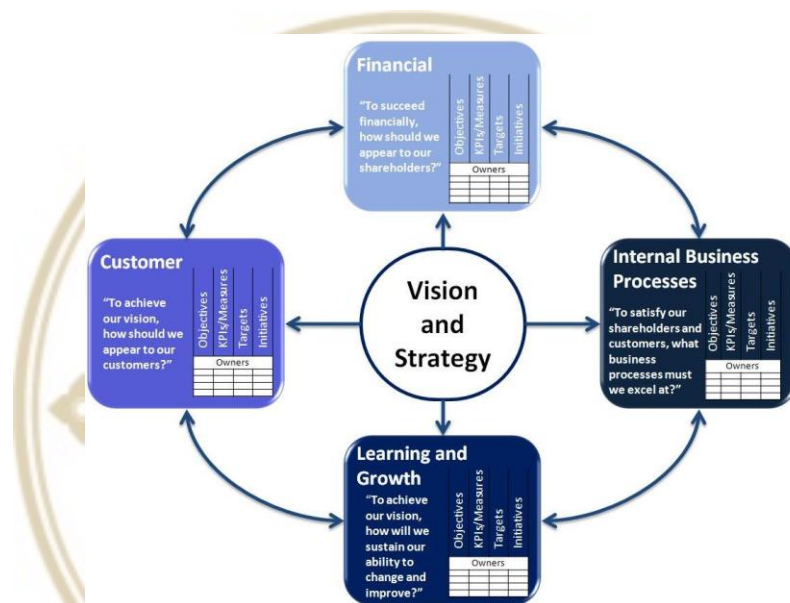 Financial
“To succeed
financially,
how should we
appear to our
shareholders?”
Objectives
KPIs/Measures
Targets
Initiatives
Owners
Customer
“To achieve
our vision,
how should we
appear to our
customers?”
Objectives
KPIs/Measures
Targets
Initiatives
Owners
Vision
and
Strategy
Internal Business
Processes
“To satisfy our
shareholders and
customers, what
business
processes must
we excel at?”
Objectives
KPIs/Measures
Targets
Initiatives
Owners
Learning and
Growth
“To achieve
our vision,
how will we
sustain our
ability to
change and
improve?”
Objectives
KPIs/Measures
Targets
Initiatives
Owners